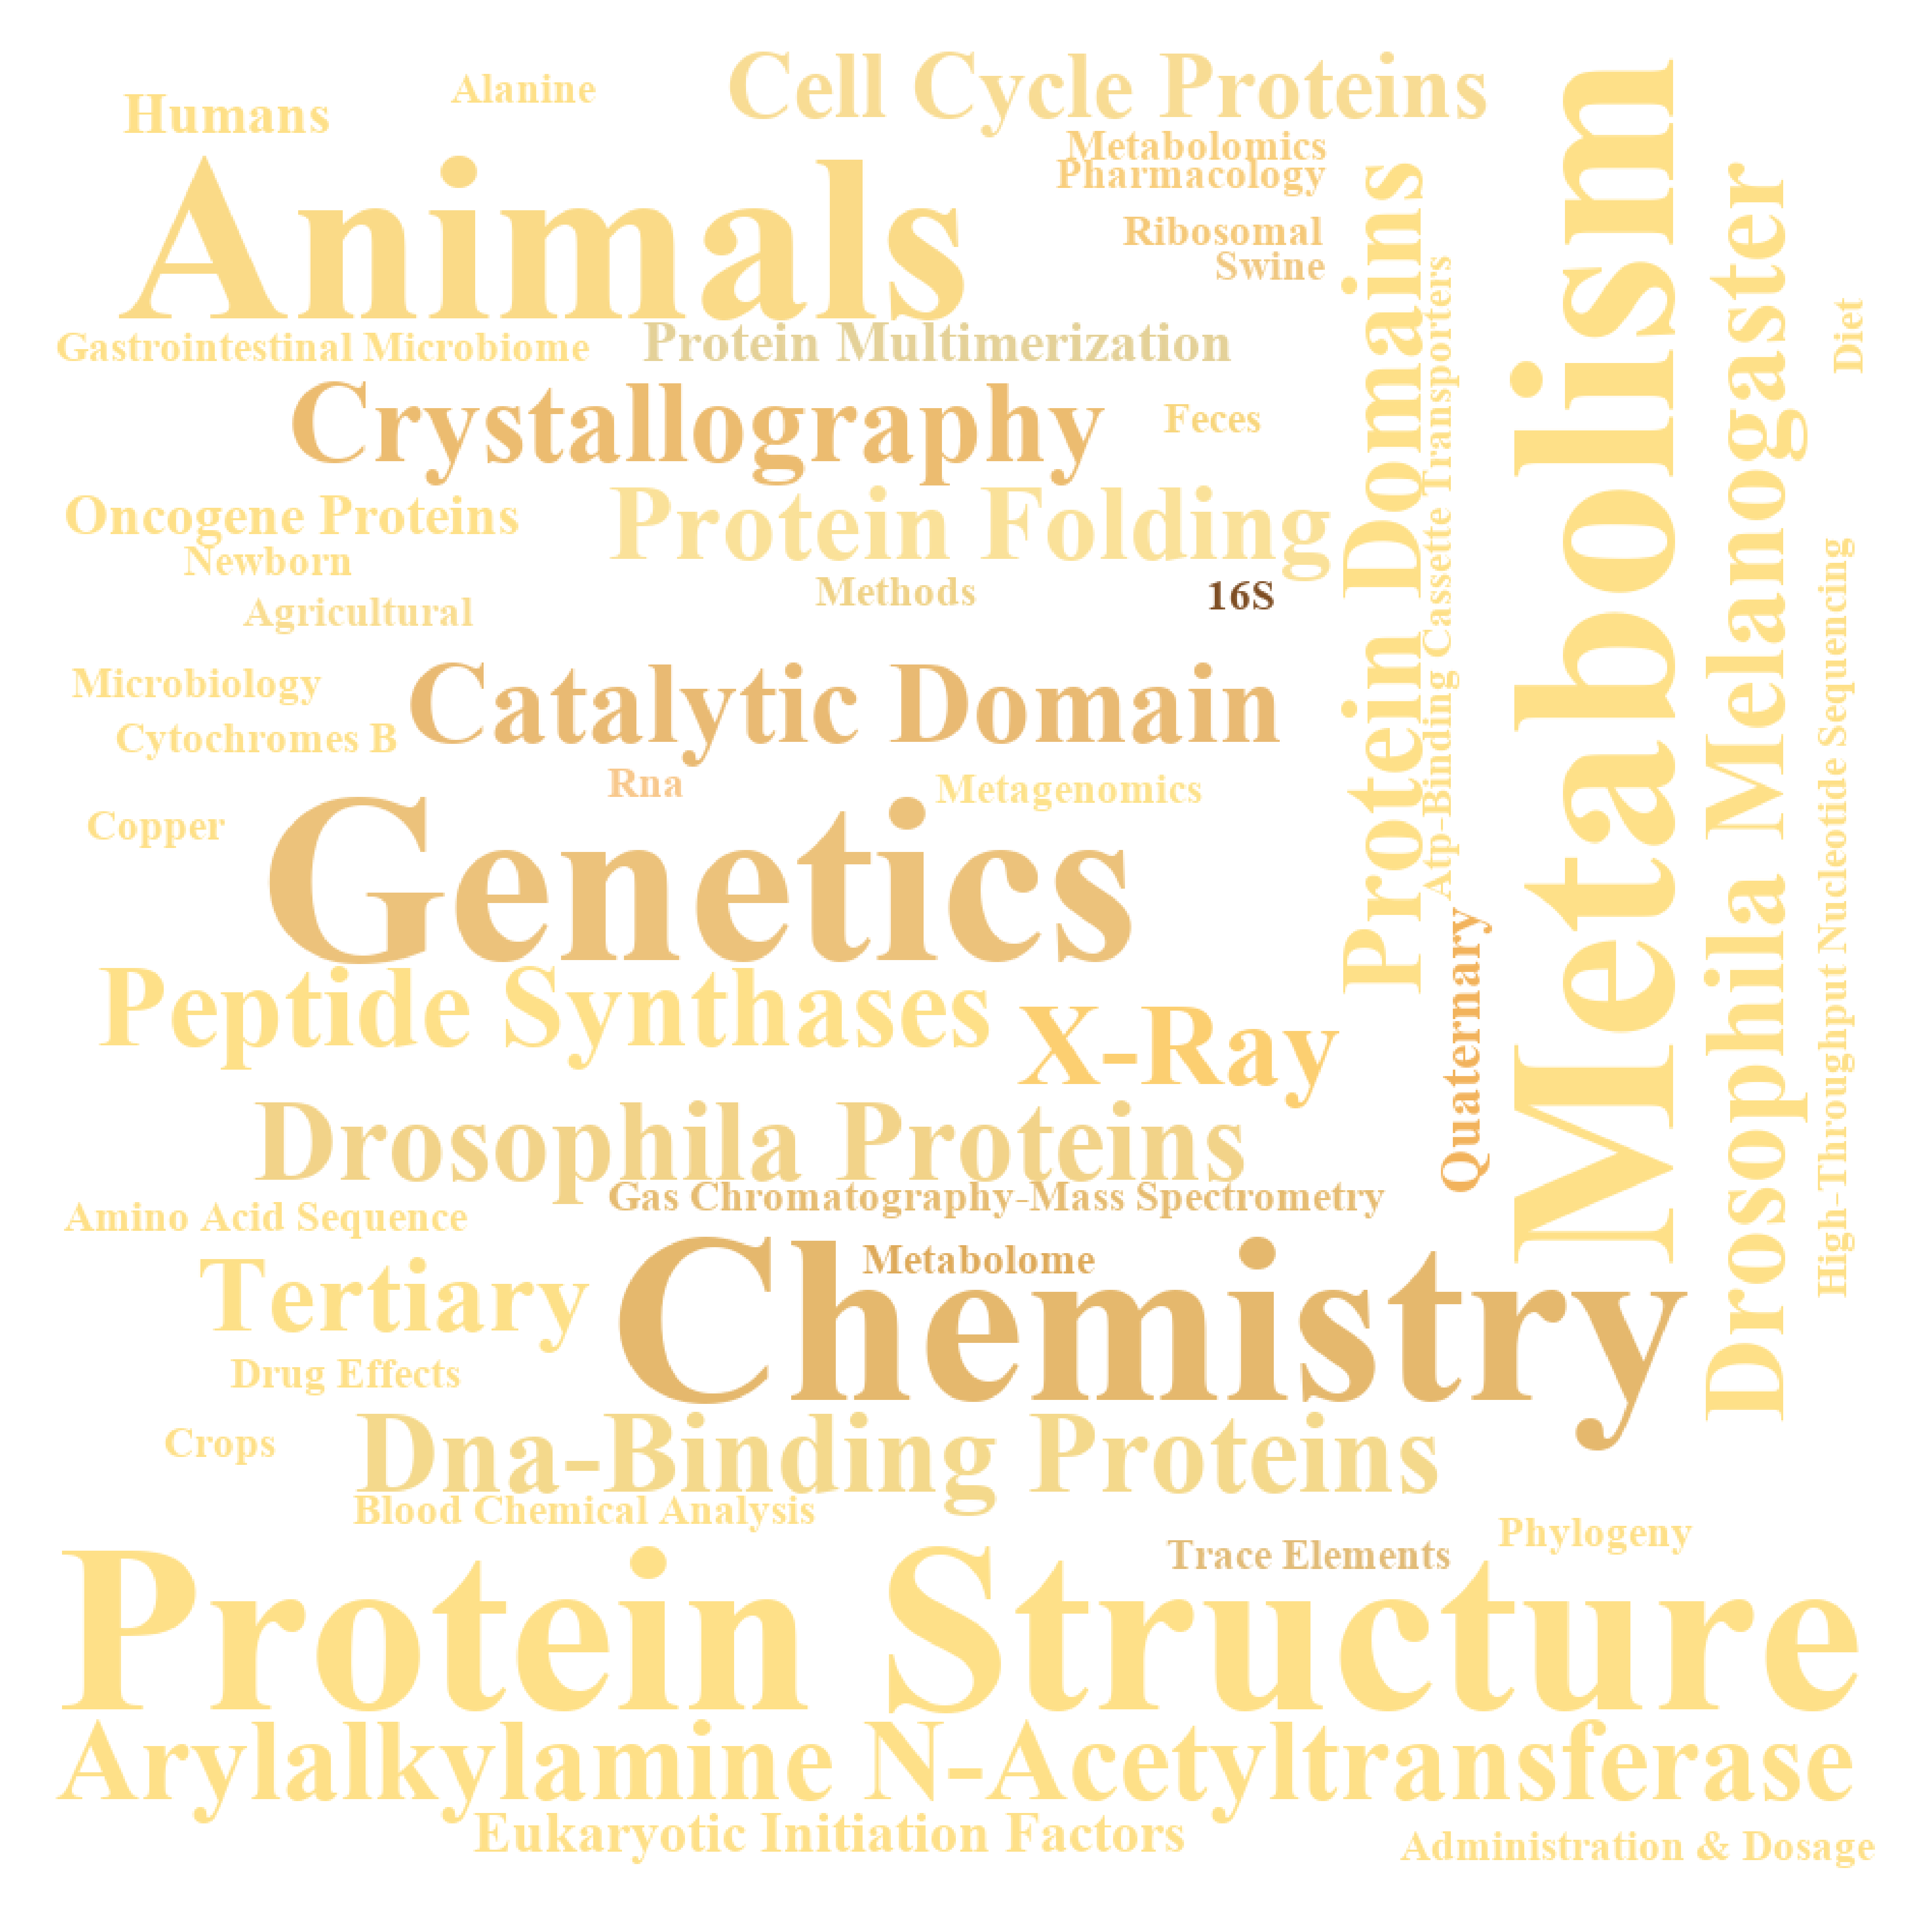 Cell Cycle Proteins
Alanine
Humans
Metabolomics
Pharmacology
Animals
Ribosomal
Swine
Protein Multimerization
Gastrointestinal Microbiome
Crystallography
Feces
Oncogene Proteins
Protein Folding
Newborn
Methods
16S
Agricultural
Microbiology
Catalytic Domain
Cytochromes B
Rna
Metagenomics
Copper
Genetics
Peptide Synthases
X-Ray
Drosophila Proteins
Gas Chromatography-Mass Spectrometry
Amino Acid Sequence
Metabolome
Tertiary
Chemistry
Drug Effects
Crops
Dna-Binding Proteins
Blood Chemical Analysis
Phylogeny
Trace Elements
Protein Structure
Arylalkylamine N-Acetyltransferase
Eukaryotic Initiation Factors
Administration & Dosage
Protein Domains
Atp-Binding Cassette Transporters
Quaternary
Metabolism
Drosophila Melanogaster
High-Throughput Nucleotide Sequencing
Diet